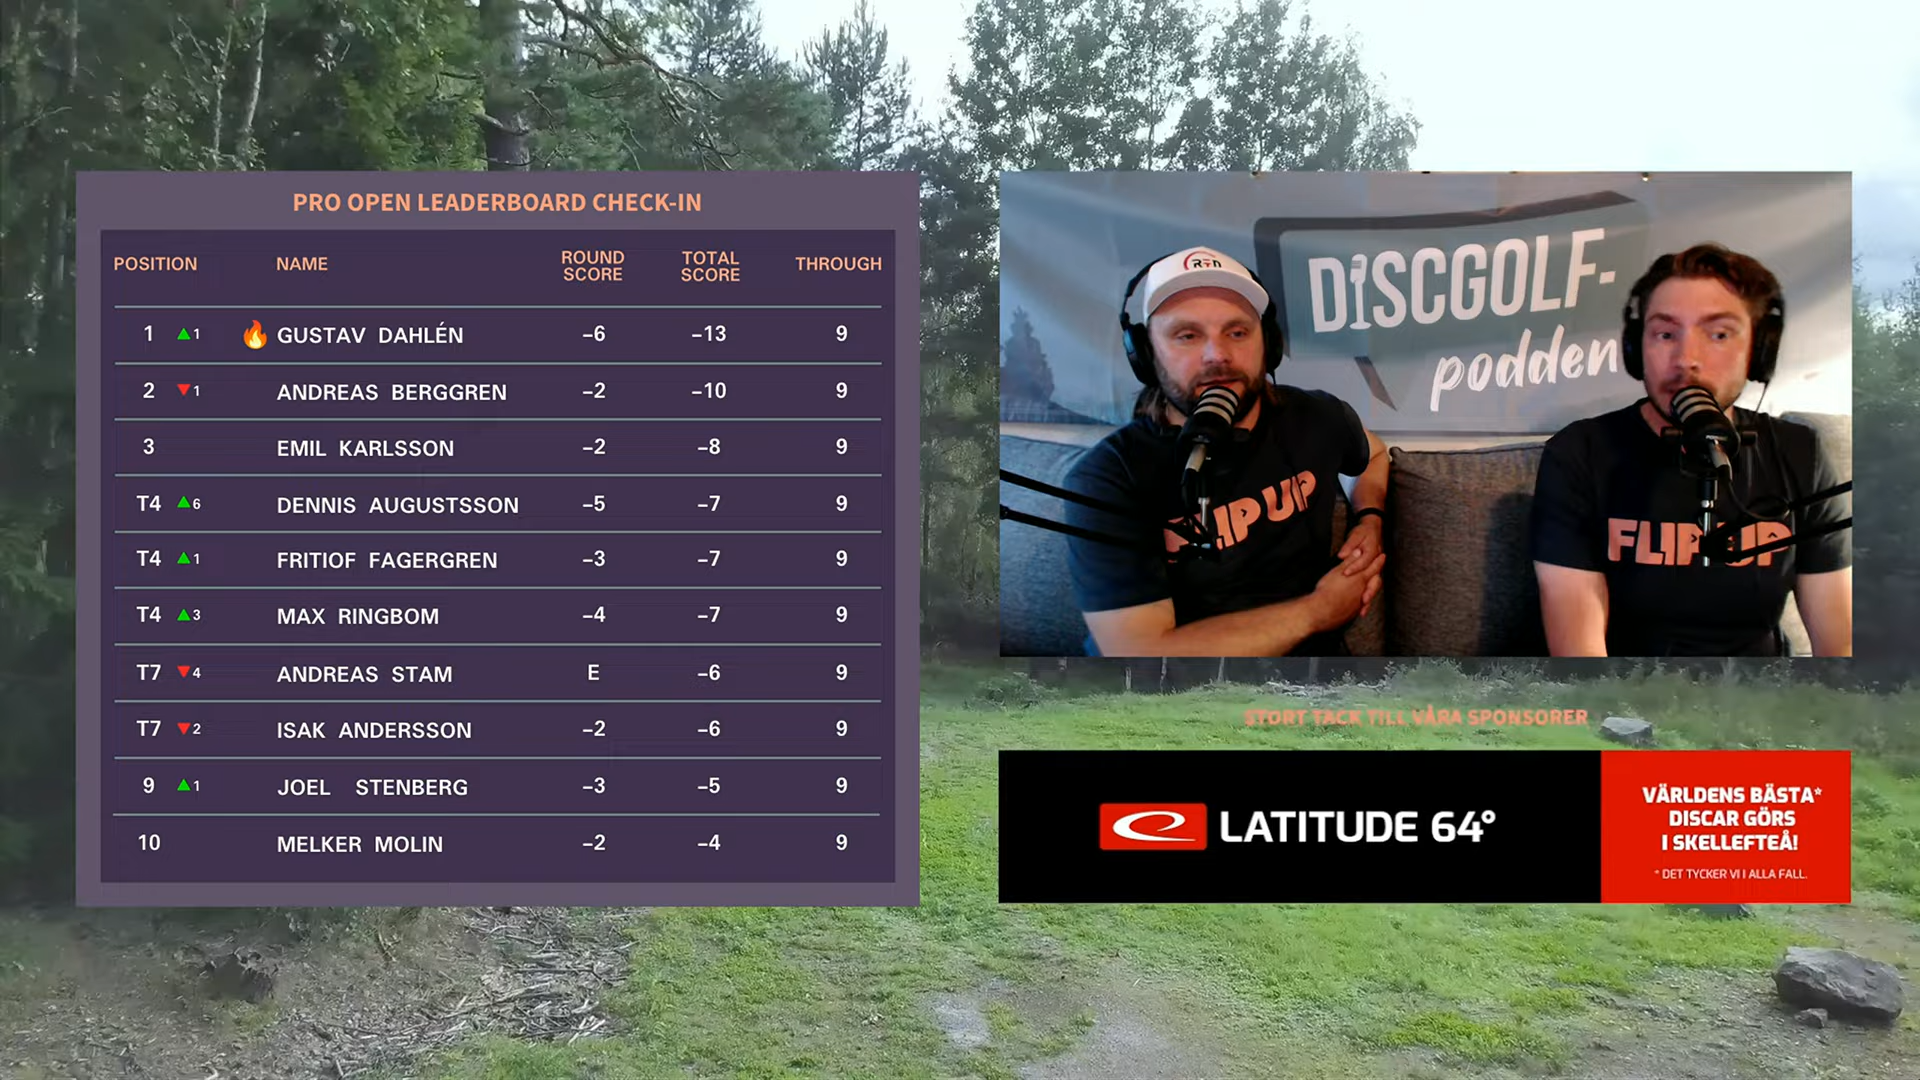 PRO OPEN LEADERBOARD CHECK-IN
POSITION NAME ROUND SCORE TOTAL SCORE THROUGH
1 ▲1 🔥 GUSTAV DAHLÉN –6 –13 9
2 ▼1 ANDREAS BERGGREN –2 –10 9
3 EMIL KARLSSON –2 –8 9
T4 ▲6 DENNIS AUGUSTSSON –5 –7 9
T4 ▲1 FRITIOF FAGERGREN –3 –7 9
T4 ▲3 MAX RINGBOM –4 –7 9
T7 ▼4 ANDREAS STAM E –6 9
T7 ▼2 ISAK ANDERSSON –2 –6 9
9 ▲1 JOEL STENBERG –3 –5 9
10 MELKER MOLIN –2 –4 9
DISCGOLF-
podden
FLIP UP
FLIP UP
STORT TACK TILL VÅRA SPONSORER
LATITUDE 64°
VÄRLDENS BÄSTA*
DISCAR GÖRS
I SKELLEFTEÅ!
* DET TYCKER VI I ALLA FALL.